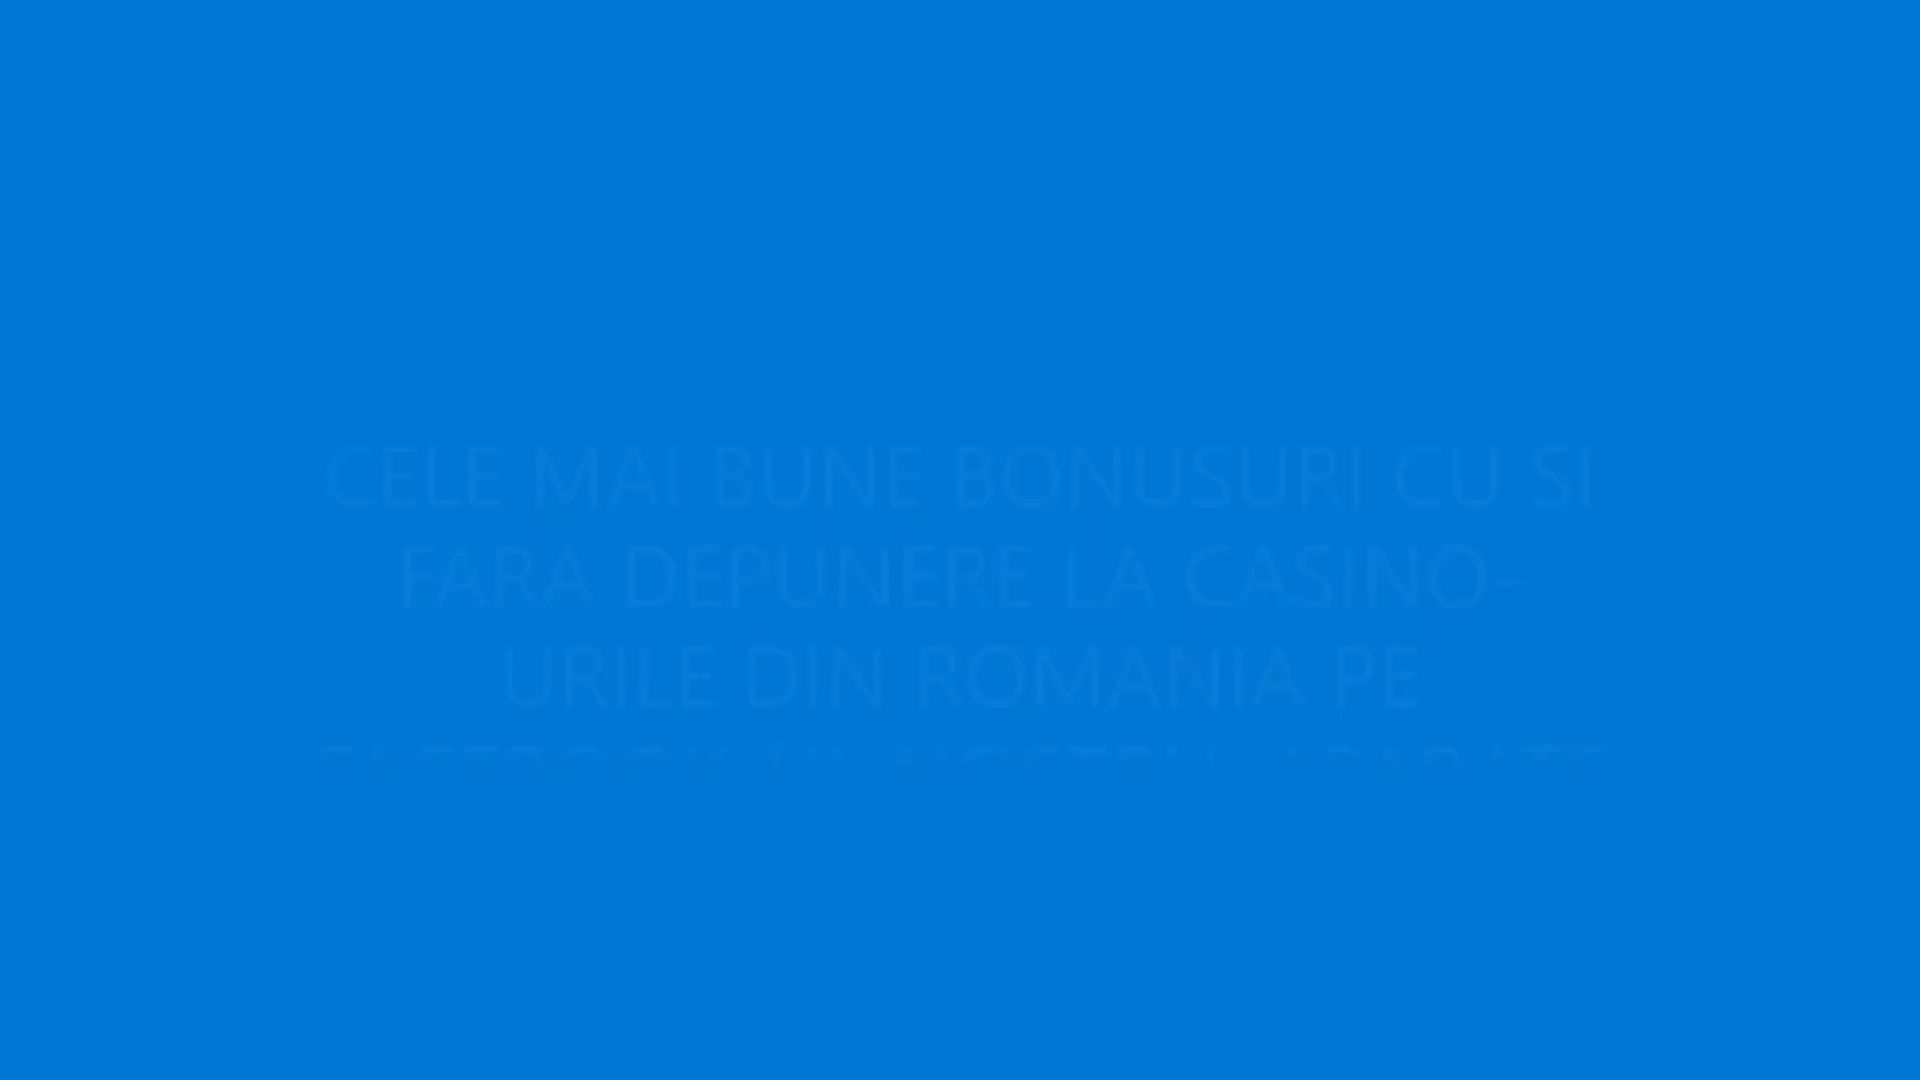 CELE MAI BUNE BONUSURI CU SI
FARA DEPUNERE LA CASINO-
URILE DIN ROMANIA PE